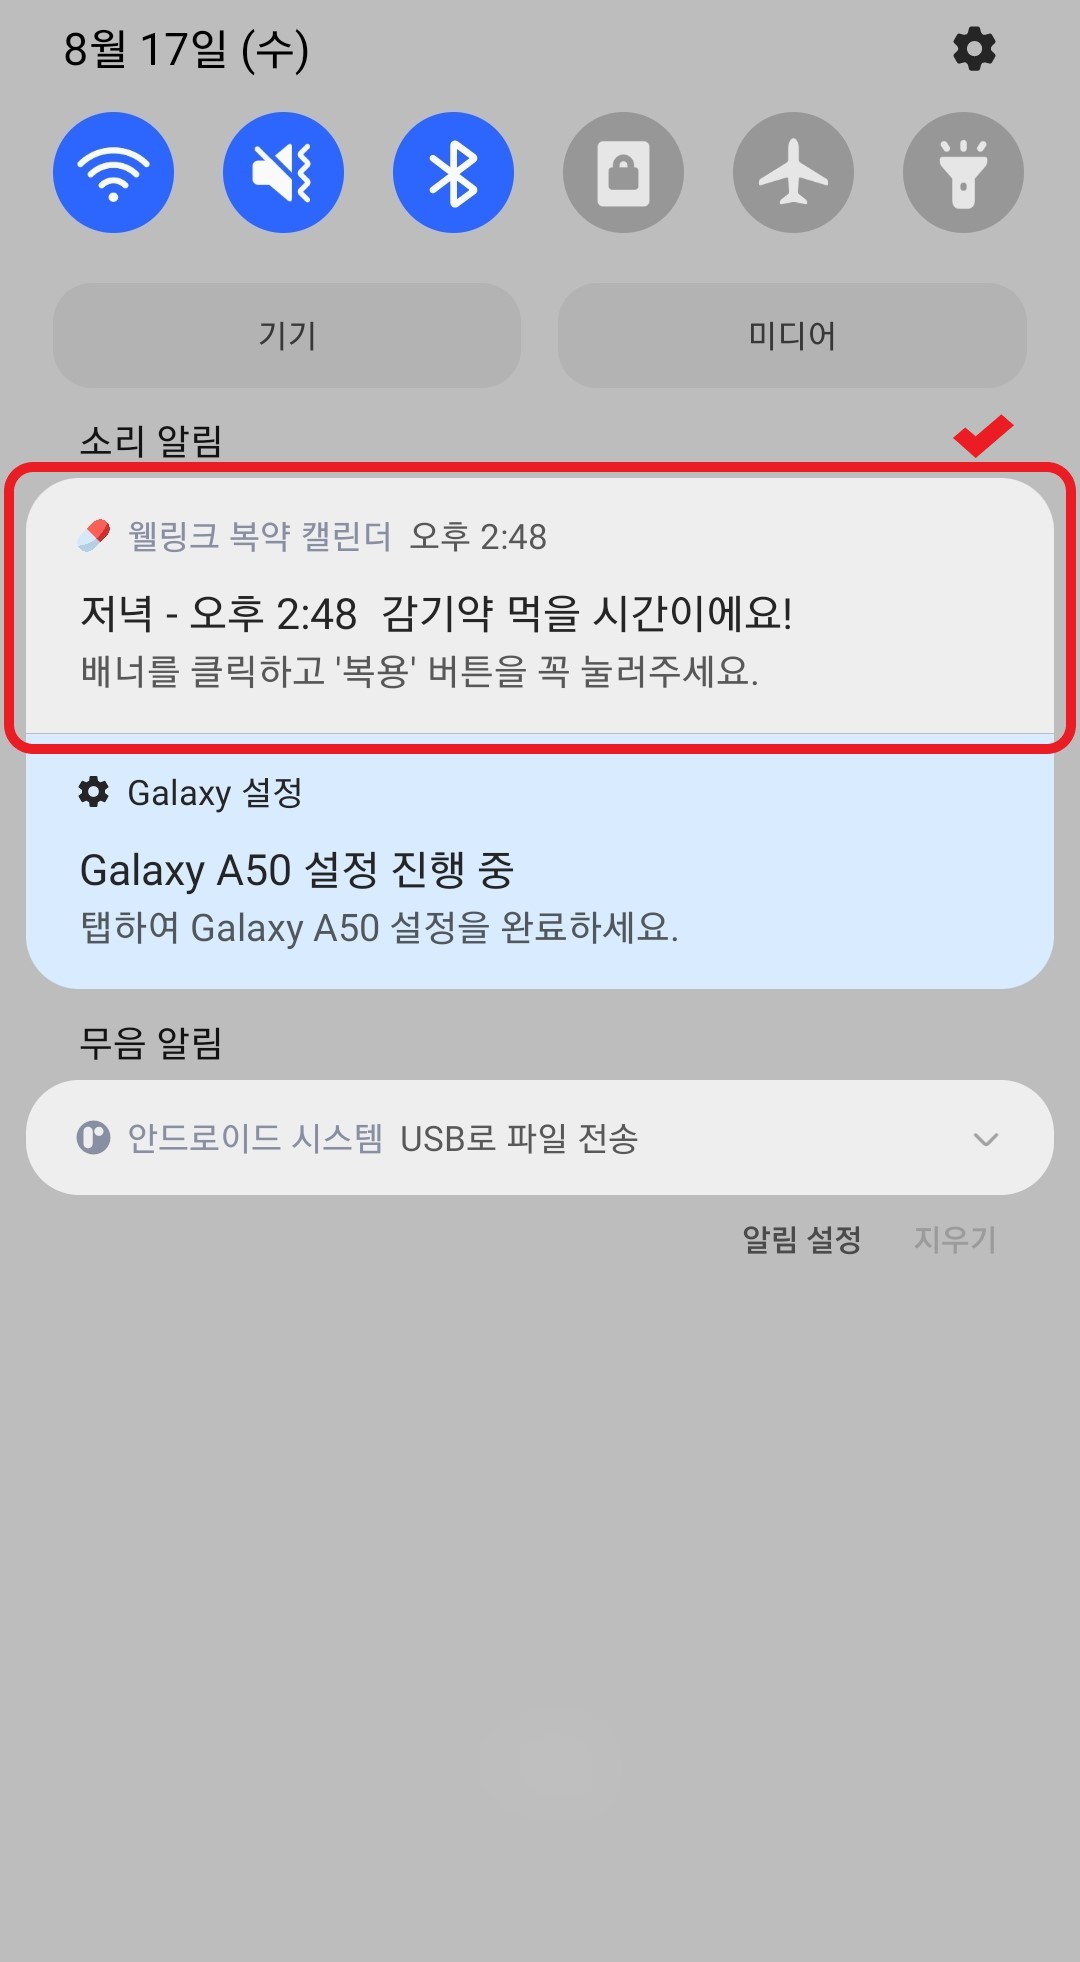 8월 17일 (수)
기기
미디어
소리 알림
웰링크 복약 캘린더 오후 2:48
저녁 - 오후 2:48 감기약 먹을 시간이에요!
배너를 클릭하고 '복용' 버튼을 꼭 눌러주세요.
Galaxy 설정
Galaxy A50 설정 진행 중
탭하여 Galaxy A50 설정을 완료하세요.
무음 알림
안드로이드 시스템 USB로 파일 전송
알림 설정
지우기